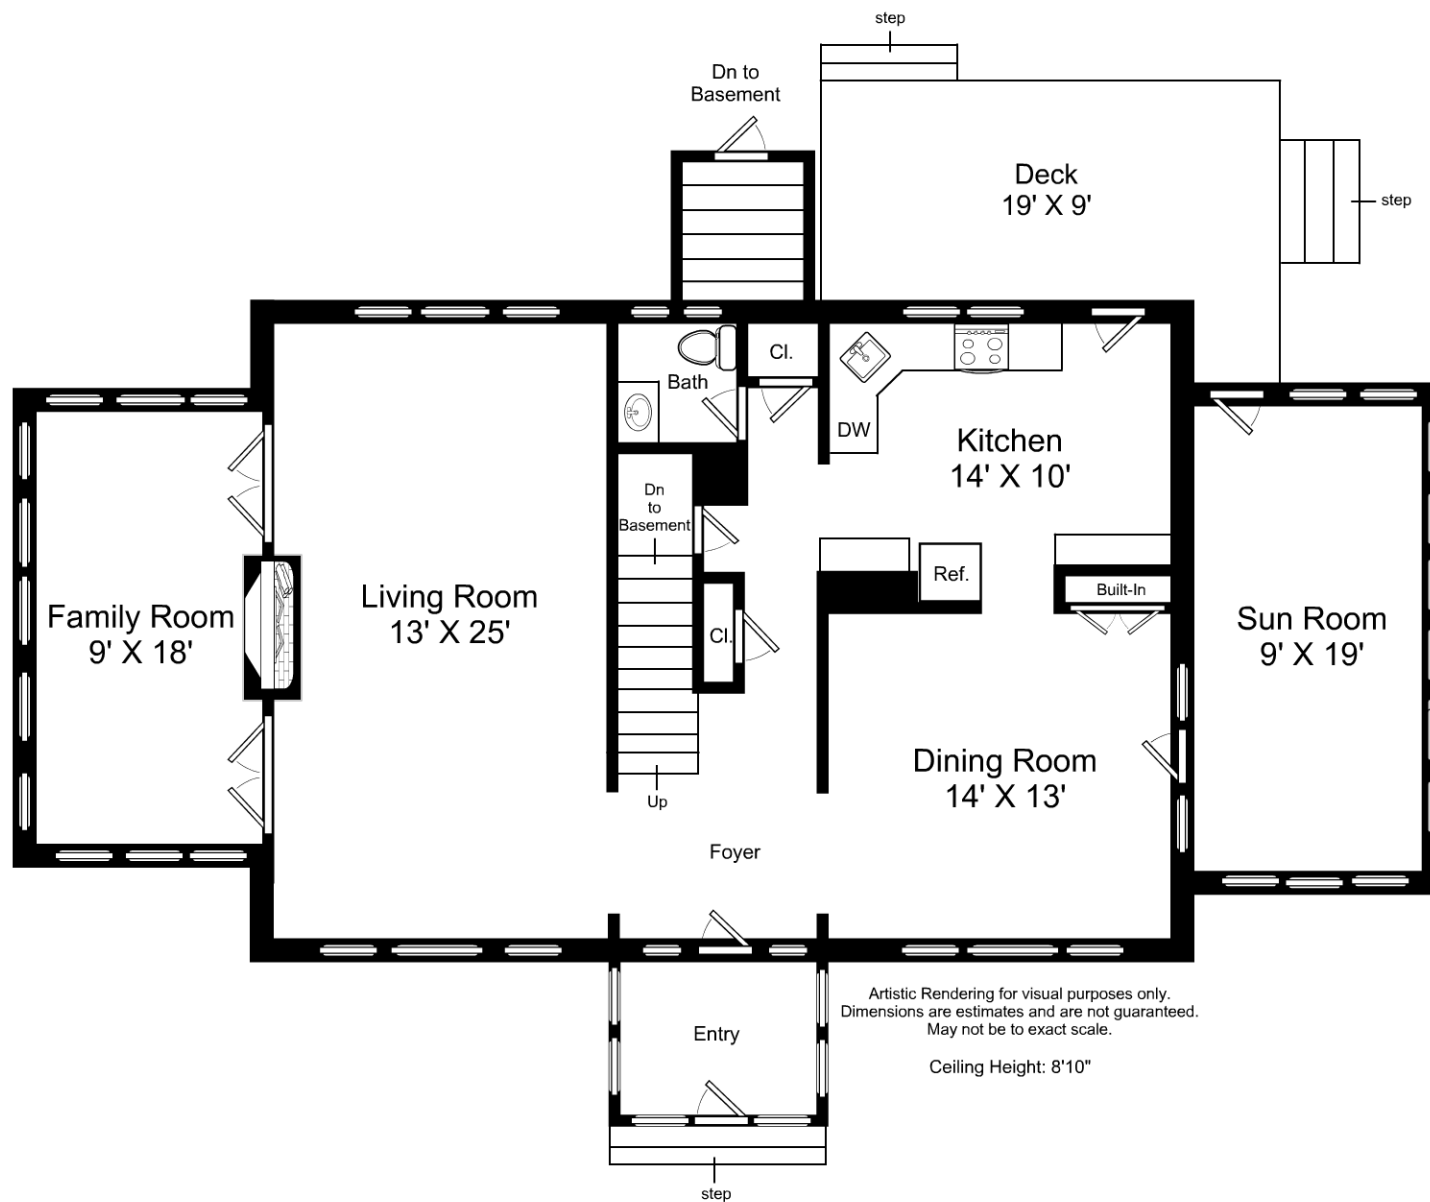 step
Dn to
Basement
Deck
19' X 9'
step
Cl.
Bath
DW
Kitchen
14' X 10'
Dn
to
Basement
Ref.
Built-In
Living Room
13' X 25'
Family Room
9' X 18'
Cl.
Sun Room
9' X 19'
Dining Room
14' X 13'
Up
Foyer
Artistic Rendering for visual purposes only.
Dimensions are estimates and are not guaranteed.
May not be to exact scale.
Entry
Ceiling Height: 8'10"
step